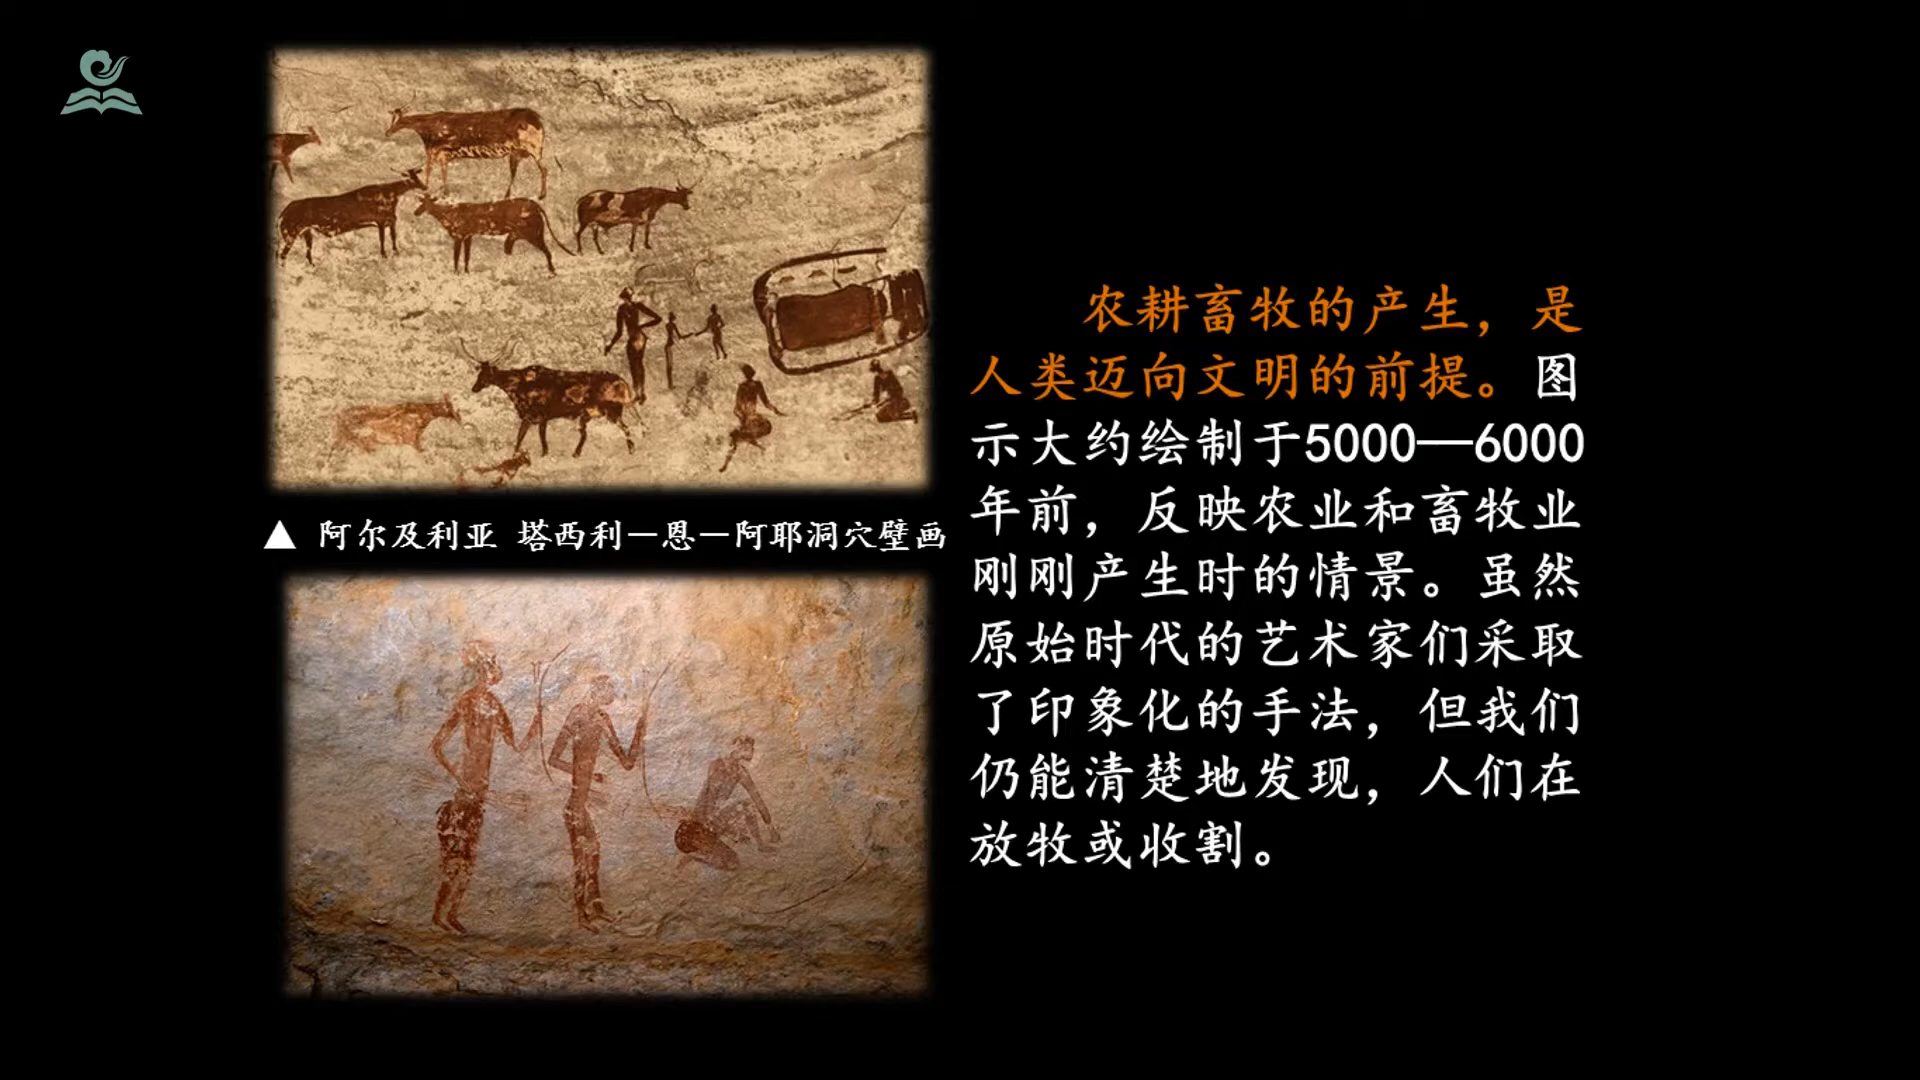 ▲ 阿尔及利亚 塔西利—恩—阿耶洞穴壁画
农耕畜牧的产生，是
人类迈向文明的前提。图
示大约绘制于5000—6000
年前，反映农业和畜牧业
刚刚产生时的情景。虽然
原始时代的艺术家们采取
了印象化的手法，但我们
仍能清楚地发现，人们在
放牧或收割。